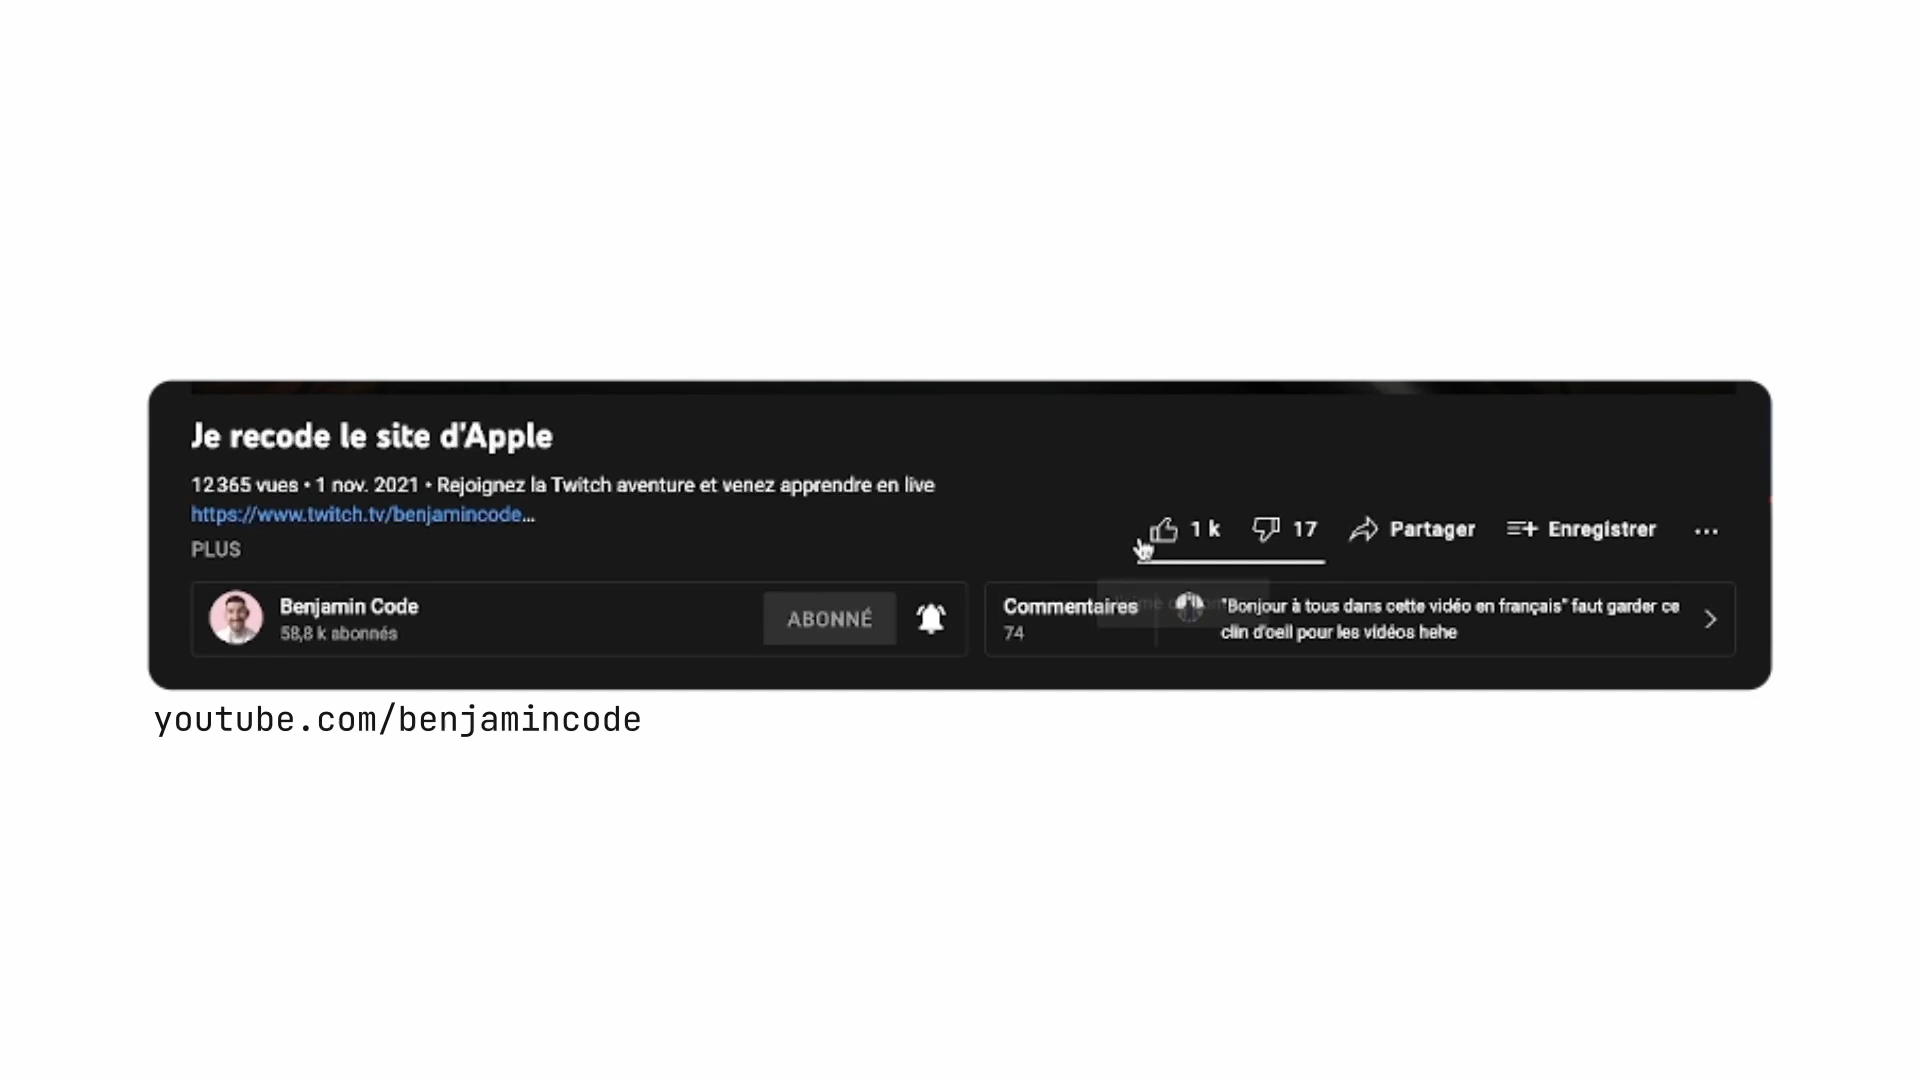 Je recode le site d'Apple
12 365 vues • 1 nov. 2021 • Rejoignez la Twitch aventure et venez apprendre en live
https://www.twitch.tv/benjamincode...
PLUS
1 k 17 Partager Enregistrer ...
Benjamin Code
58,8 k abonnés
ABONNÉ
Commentaires
74
"Bonjour à tous dans cette vidéo en français" faut garder ce
clin d'oeil pour les vidéos hehe
youtube.com/benjamincode